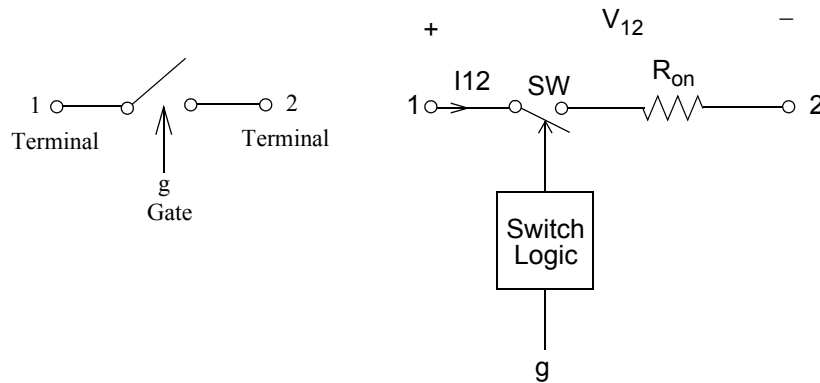 1
2
Terminal
Terminal
g
Gate
+
V12
–
I12
SW
Ron
1
2
Switch
Logic
g